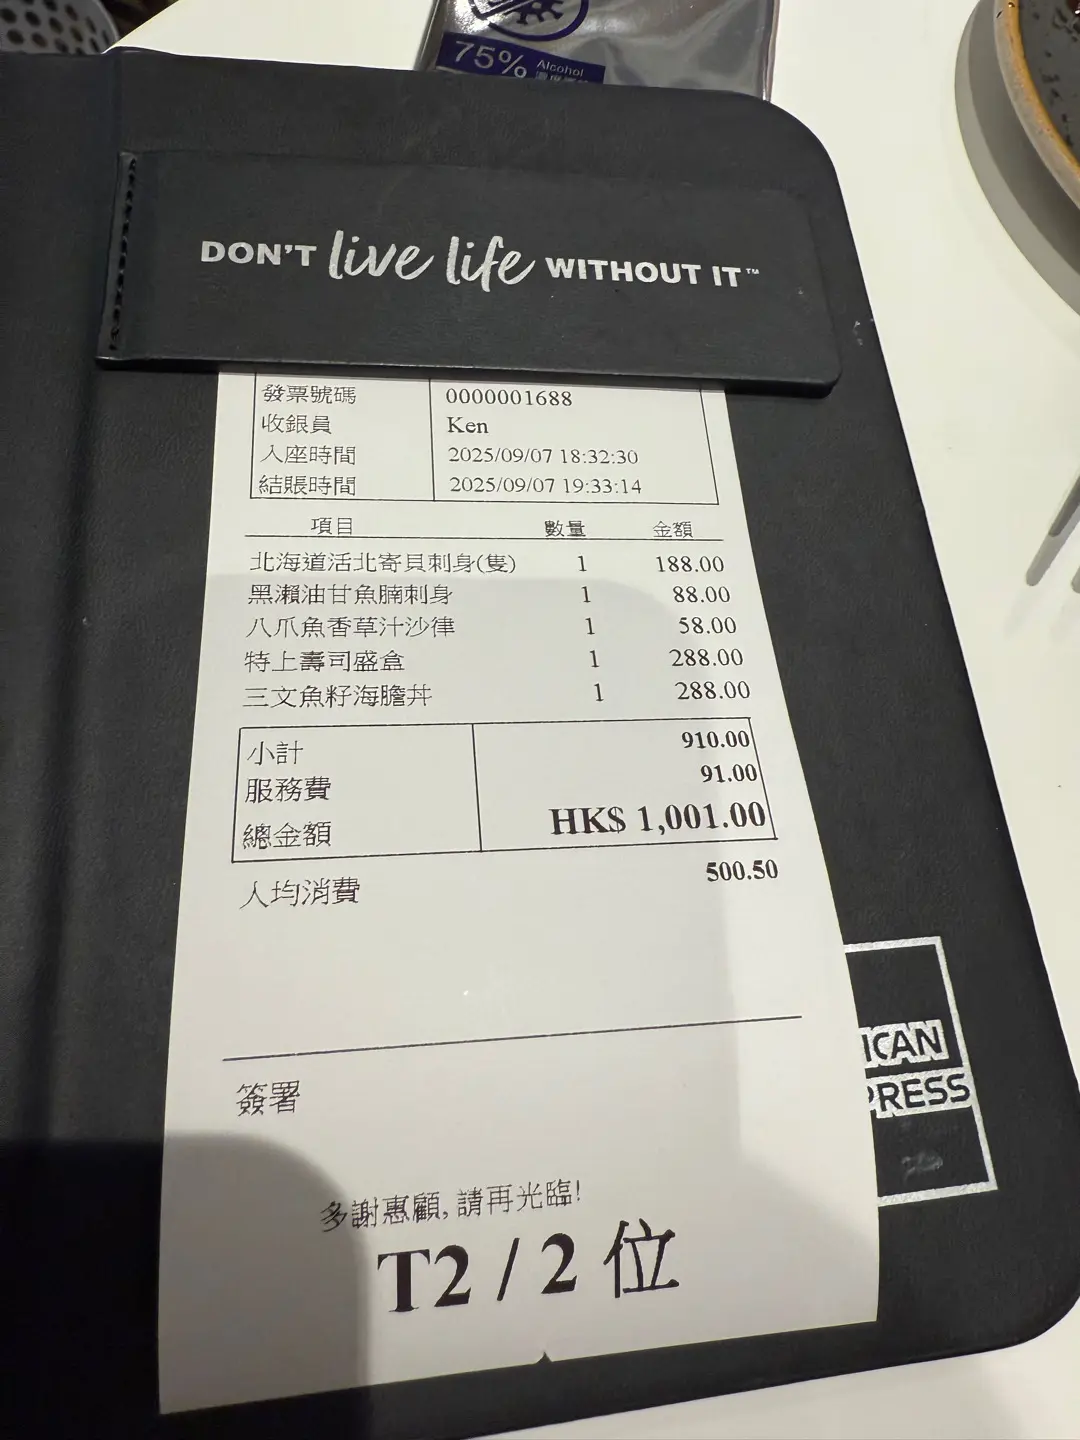 75% Alcohol
DON'T live life WITHOUT IT™
發票號碼 0000001688
收銀員 Ken
入座時間 2025/09/07 18:32:30
結賬時間 2025/09/07 19:33:14
項目 數量 金額
北海道活北寄貝刺身(隻) 1 188.00
黑瀨油甘魚腩刺身 1 88.00
八爪魚香草汁沙律 1 58.00
特上壽司盛盒 1 288.00
三文魚籽海膽丼 1 288.00
小計 910.00
服務費 91.00
總金額 HK$ 1,001.00
人均消費 500.50
ICAN
PRESS
簽署
多謝惠顧, 請再光臨!
T2 / 2 位